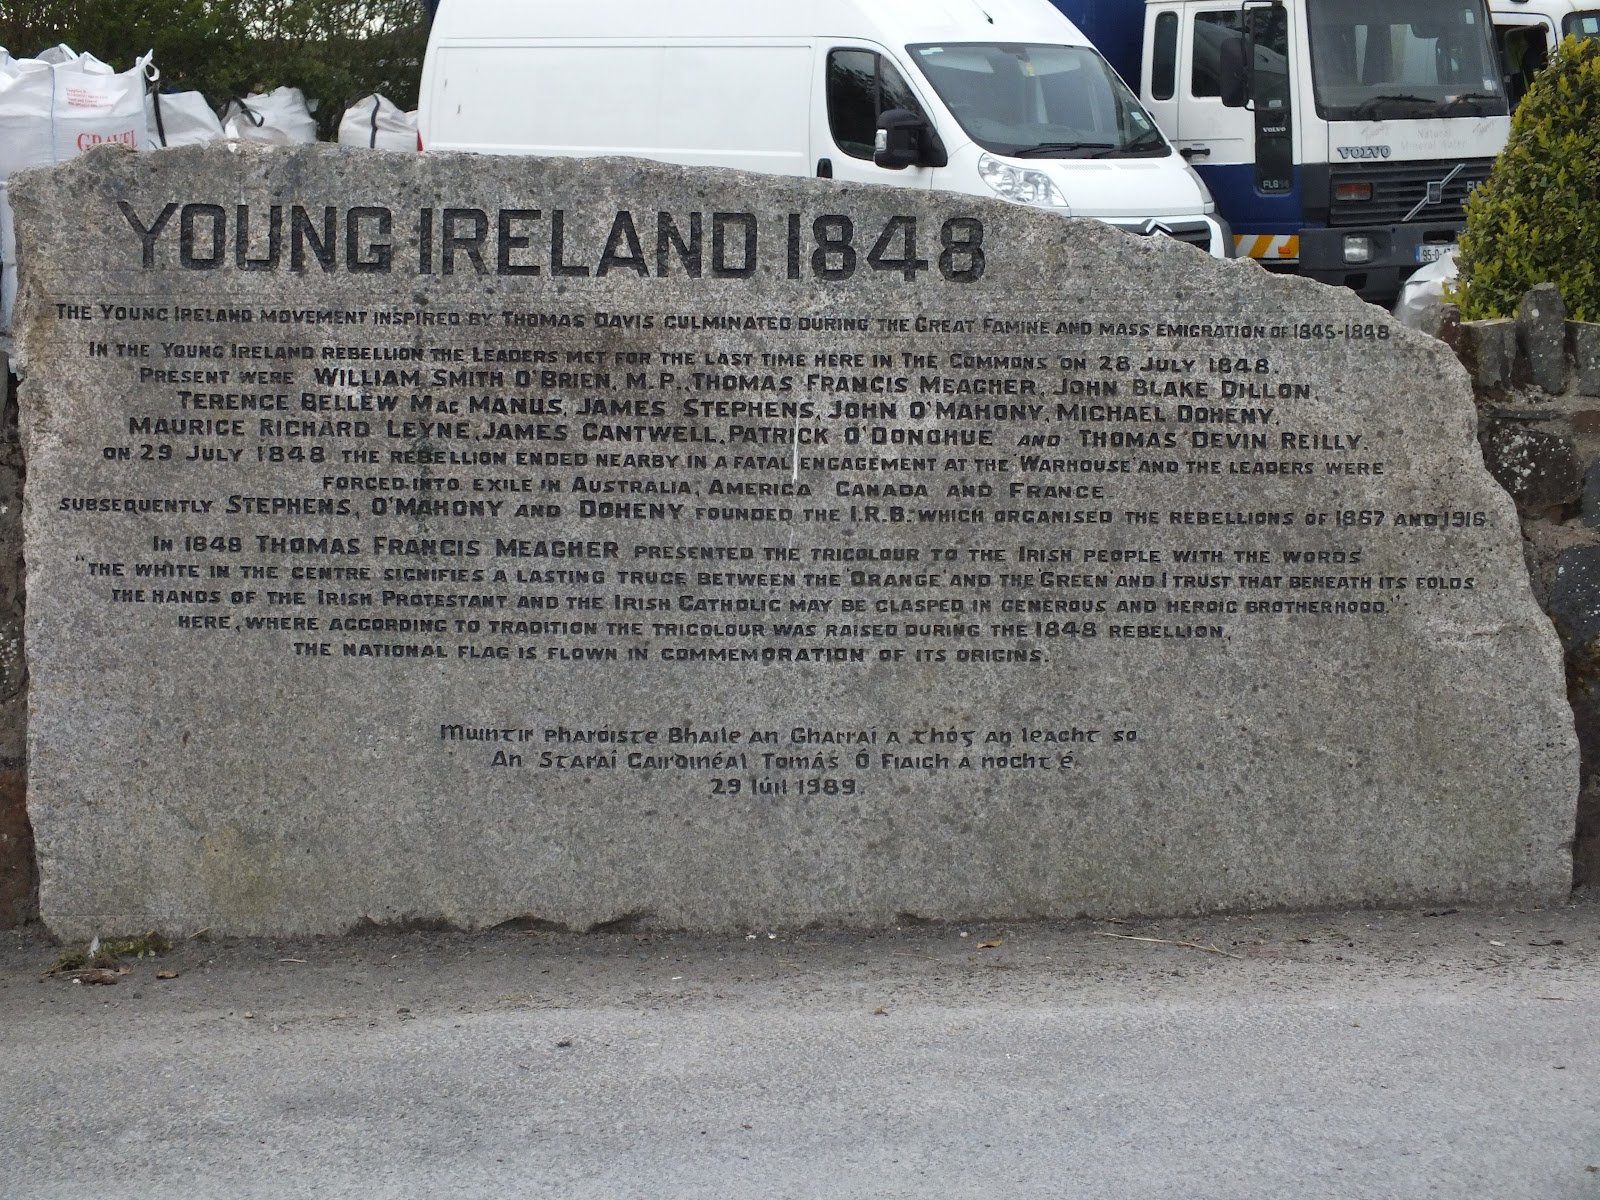 GRAVEL
VOLVO
Natural
Mineral Water
VOLVO
FL6 14
FL6
YOUNG IRELAND 1848
THE YOUNG IRELAND MOVEMENT INSPIRED BY THOMAS DAVIS CULMINATED DURING THE GREAT FAMINE AND MASS EMIGRATION OF 1845-1848
IN THE YOUNG IRELAND REBELLION THE LEADERS MET FOR THE LAST TIME HERE IN THE COMMONS ON 28 JULY 1848.
PRESENT WERE WILLIAM SMITH O'BRIEN, M.P., THOMAS FRANCIS MEAGHER, JOHN BLAKE DILLON,
TERENCE BELLEW MAC MANUS, JAMES STEPHENS, JOHN O'MAHONY, MICHAEL DOHENY,
MAURICE RICHARD LEYNE, JAMES CANTWELL, PATRICK O'DONOHUE AND THOMAS DEVIN REILLY.
ON 29 JULY 1848 THE REBELLION ENDED NEARBY IN A FATAL ENGAGEMENT AT THE 'WARHOUSE' AND THE LEADERS WERE
FORCED INTO EXILE IN AUSTRALIA, AMERICA CANADA AND FRANCE.
SUBSEQUENTLY STEPHENS, O'MAHONY AND DOHENY FOUNDED THE I.R.B. WHICH ORGANISED THE REBELLIONS OF 1867 AND 1916.
IN 1848 THOMAS FRANCIS MEAGHER PRESENTED THE TRICOLOUR TO THE IRISH PEOPLE WITH THE WORDS
"THE WHITE IN THE CENTRE SIGNIFIES A LASTING TRUCE BETWEEN THE 'ORANGE' AND THE 'GREEN' AND I TRUST THAT BENEATH ITS FOLDS
THE HANDS OF THE IRISH PROTESTANT AND THE IRISH CATHOLIC MAY BE CLASPED IN GENEROUS AND HEROIC BROTHERHOOD."
HERE, WHERE ACCORDING TO TRADITION THE TRICOLOUR WAS RAISED DURING THE 1848 REBELLION,
THE NATIONAL FLAG IS FLOWN IN COMMEMORATION OF ITS ORIGINS.
Muintir pharóiste Bhaile an Gharraí a thóg an leacht so
An Staraí Cairdinéal Tomás Ó Fiaich a nocht é
29 Iúil 1989.